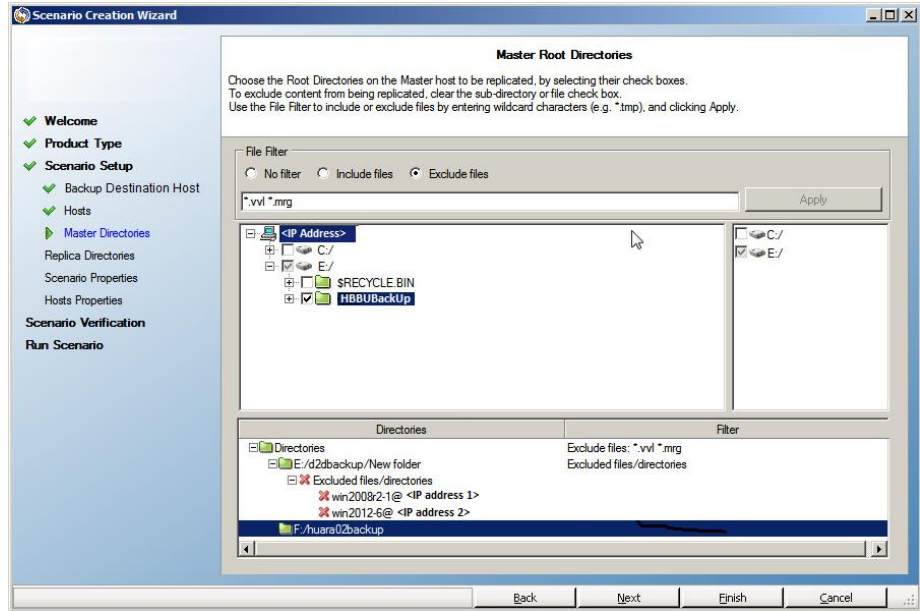 Scenario Creation Wizard
Master Root Directories
Choose the Root Directories on the Master host to be replicated, by selecting their check boxes.
To exclude content from being replicated, clear the sub-directory or file check box.
Use the File Filter to include or exclude files by entering wildcard characters (e.g. *.tmp), and clicking Apply.
Welcome
Product Type
Scenario Setup
Backup Destination Host
Hosts
Master Directories
Replica Directories
Scenario Properties
Hosts Properties
Scenario Verification
Run Scenario
File Filter
No filter Include files Exclude files
*.vvl *.mrg Apply
<IP Address>
C:/
E:/
$RECYCLE.BIN
HBBUBackUp
C:/
E:/
Directories Filter
Directories Exclude files: *.vvl *.mrg
E:/d2dbackup/New folder Excluded files/directories
Excluded files/directories
win2008r2-1@ <IP address 1>
win2012-6@ <IP address 2>
F:/huara02backup
Back Next Finish Cancel